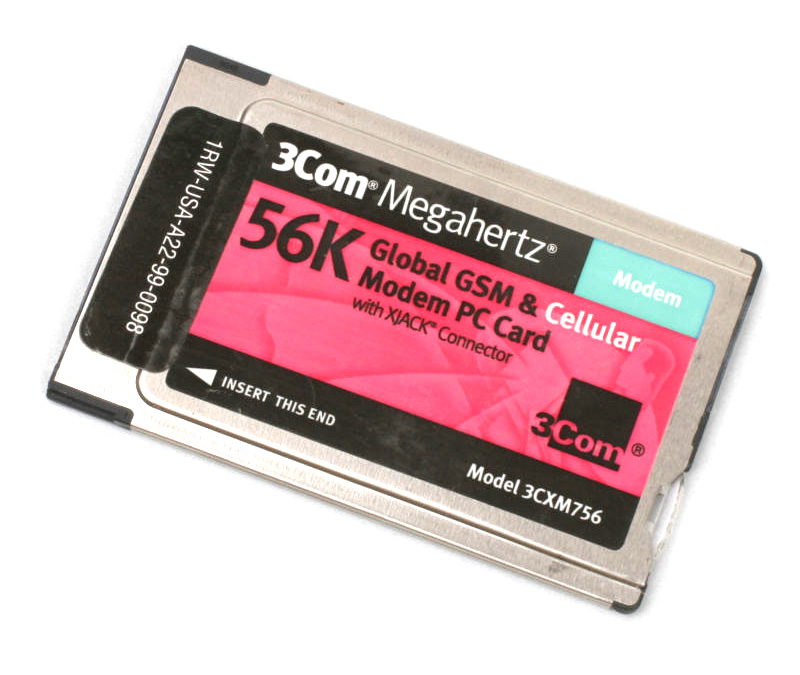 3Com® Megahertz®
Modem
56K
Global GSM & Cellular
Modem PC Card
with XJACK™ Connector
3Com®
INSERT THIS END
Model 3CXM756
1RW-USA-A22-99-0098